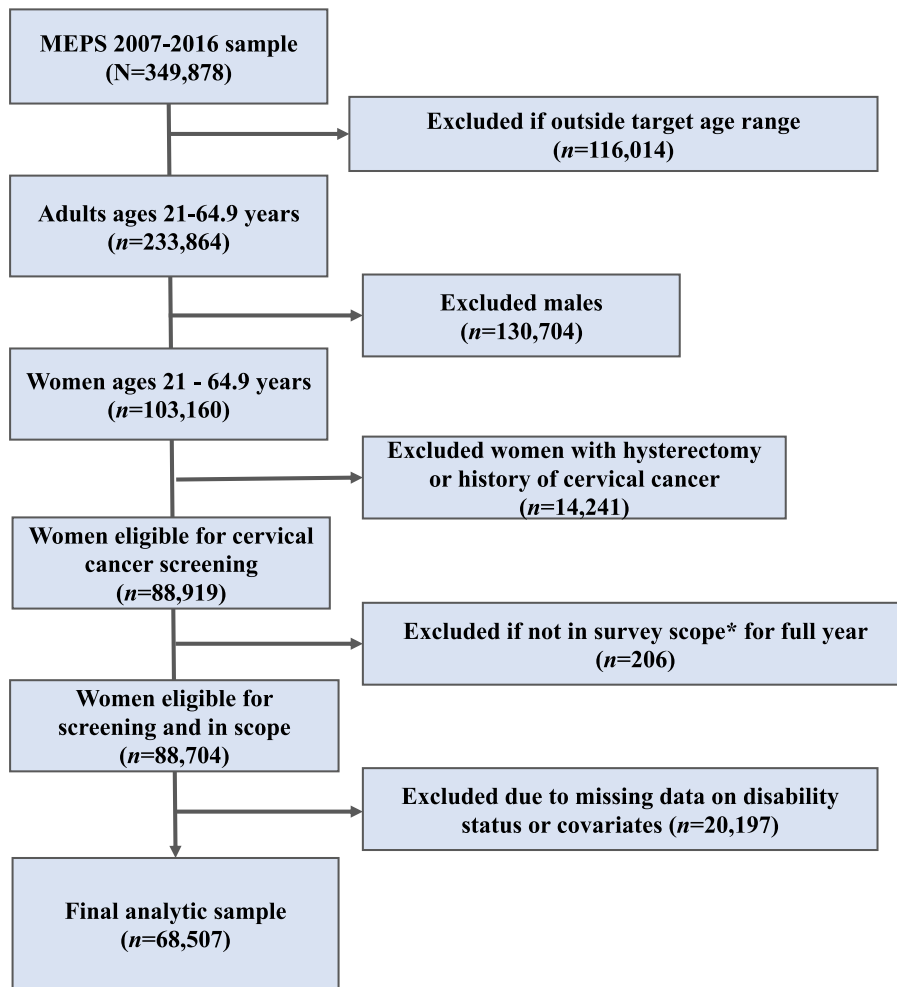 MEPS 2007-2016 sample
(N=349,878)
Excluded if outside target age range
(n=116,014)
Adults ages 21-64.9 years
(n=233,864)
Excluded males
(n=130,704)
Women ages 21 - 64.9 years
(n=103,160)
Excluded women with hysterectomy
or history of cervical cancer
(n=14,241)
Women eligible for cervical
cancer screening
(n=88,919)
Excluded if not in survey scope* for full year
(n=206)
Women eligible for
screening and in scope
(n=88,704)
Excluded due to missing data on disability
status or covariates (n=20,197)
Final analytic sample
(n=68,507)